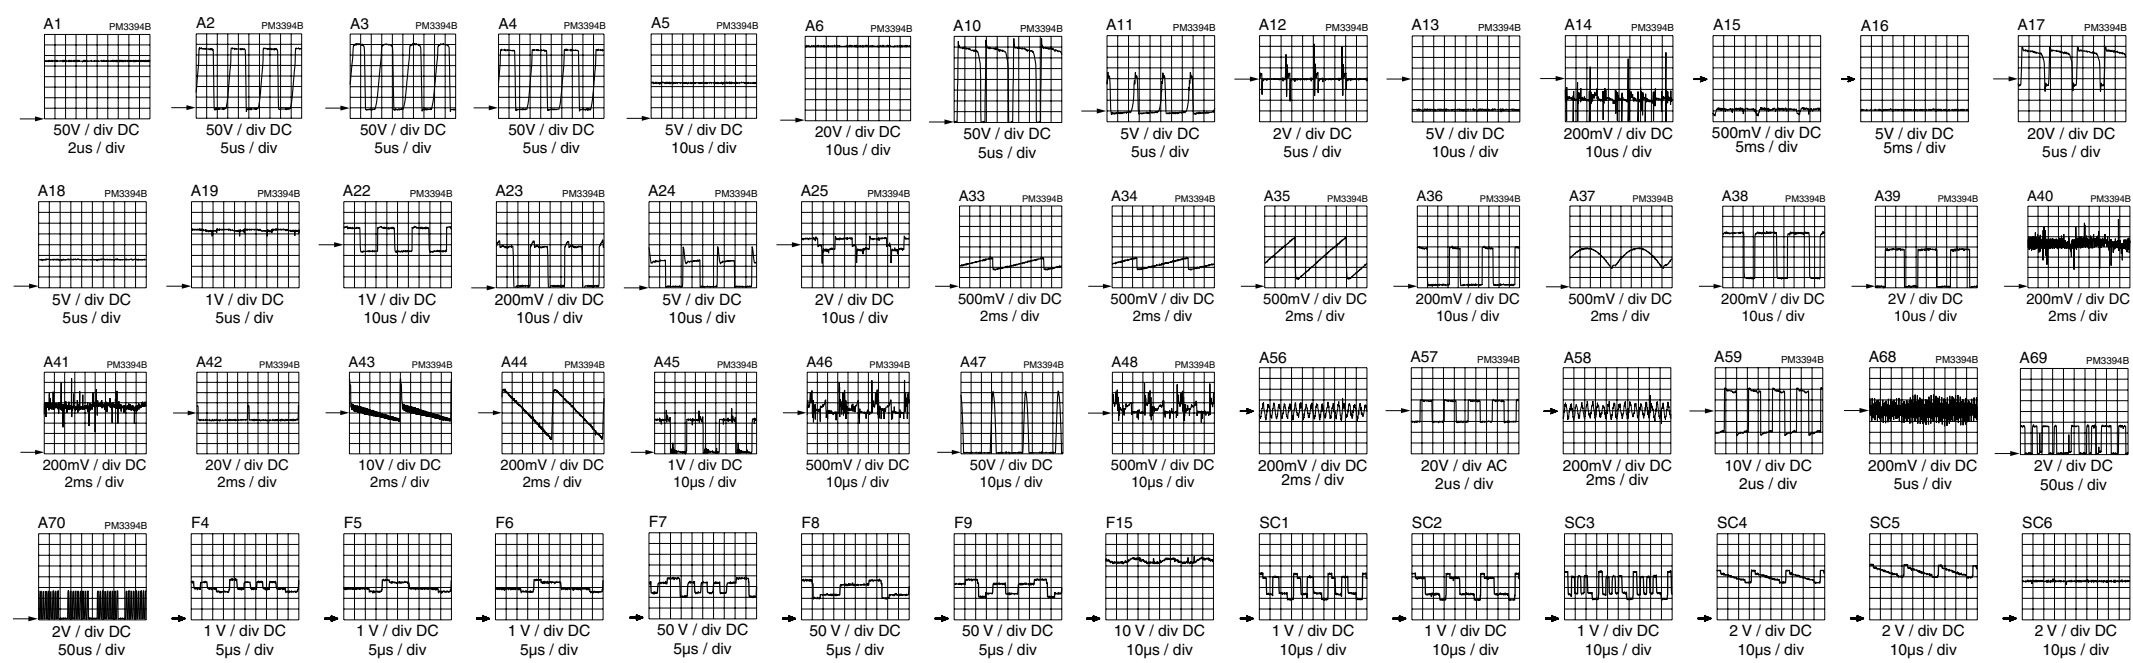 A1 PM3394B
50V / div DC
2us / div
A2 PM3394B
50V / div DC
5us / div
A3 PM3394B
50V / div DC
5us / div
A4 PM3394B
50V / div DC
5us / div
A5 PM3394B
5V / div DC
10us / div
A6 PM3394B
20V / div DC
10us / div
A10 PM3394B
50V / div DC
5us / div
A11 PM3394B
5V / div DC
5us / div
A12 PM3394B
2V / div DC
5us / div
A13 PM3394B
5V / div DC
10us / div
A14 PM3394B
200mV / div DC
10us / div
A15 PM3394B
500mV / div DC
5ms / div
A16 PM3394B
5V / div DC
5ms / div
A17 PM3394B
20V / div DC
5us / div
A18 PM3394B
5V / div DC
5us / div
A19 PM3394B
1V / div DC
5us / div
A22 PM3394B
1V / div DC
10us / div
A23 PM3394B
200mV / div DC
10us / div
A24 PM3394B
5V / div DC
10us / div
A25 PM3394B
2V / div DC
10us / div
A33 PM3394B
500mV / div DC
2ms / div
A34 PM3394B
500mV / div DC
2ms / div
A35 PM3394B
500mV / div DC
2ms / div
A36 PM3394B
200mV / div DC
10us / div
A37 PM3394B
500mV / div DC
2ms / div
A38 PM3394B
200mV / div DC
10us / div
A39 PM3394B
2V / div DC
10us / div
A40 PM3394B
200mV / div DC
2ms / div
A41 PM3394B
200mV / div DC
2ms / div
A42 PM3394B
20V / div DC
2ms / div
A43 PM3394B
10V / div DC
2ms / div
A44 PM3394B
200mV / div DC
2ms / div
A45 PM3394B
1V / div DC
10µs / div
A46 PM3394B
500mV / div DC
10µs / div
A47 PM3394B
50V / div DC
10µs / div
A48 PM3394B
500mV / div DC
10µs / div
A56 PM3394B
200mV / div DC
2ms / div
A57 PM3394B
20V / div AC
2us / div
A58 PM3394B
200mV / div DC
2ms / div
A59 PM3394B
10V / div DC
2us / div
A68 PM3394B
200mV / div DC
5us / div
A69 PM3394B
2V / div DC
50us / div
A70 PM3394B
2V / div DC
50us / div
F4
1 V / div DC
5µs / div
F5
1 V / div DC
5µs / div
F6
1 V / div DC
5µs / div
F7
50 V / div DC
5µs / div
F8
50 V / div DC
5µs / div
F9
50 V / div DC
5µs / div
F15
10 V / div DC
10µs / div
SC1
1 V / div DC
10µs / div
SC2
1 V / div DC
10µs / div
SC3
1 V / div DC
10µs / div
SC4
2 V / div DC
10µs / div
SC5
2 V / div DC
10µs / div
SC6
2 V / div DC
10µs / div